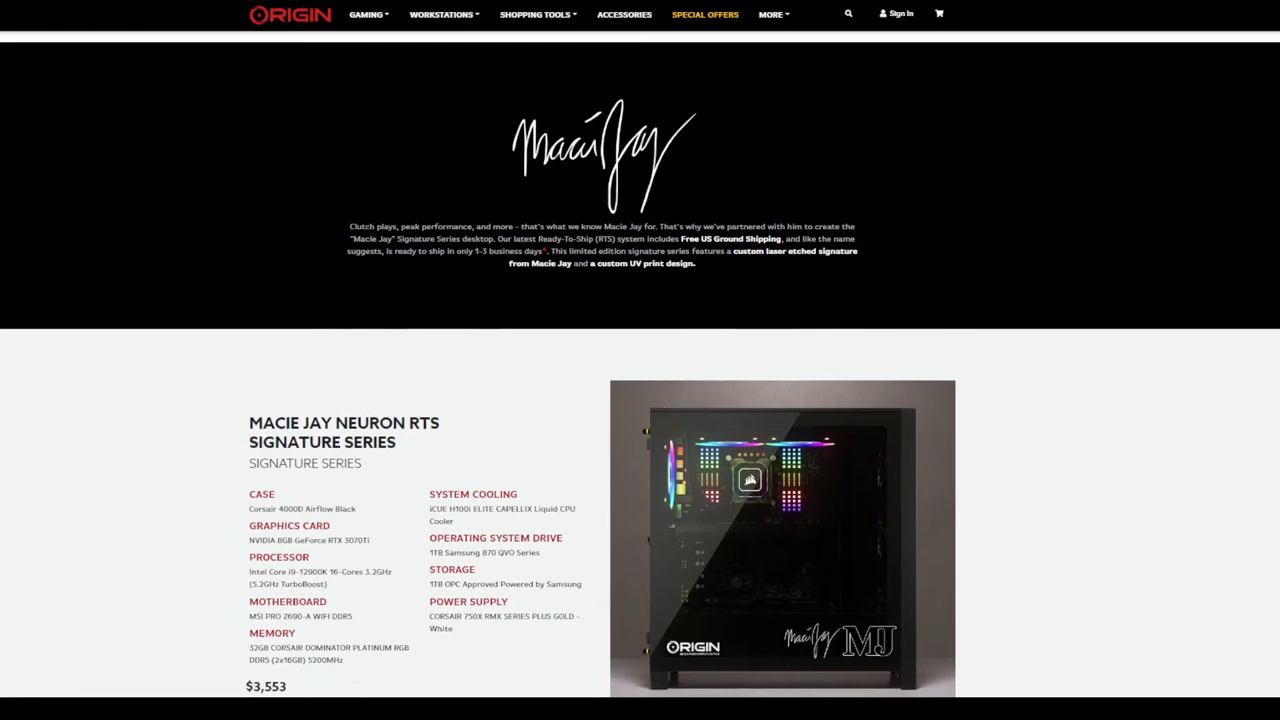 ORIGIN
GAMING WORKSTATIONS SHOPPING TOOLS ACCESSORIES SPECIAL OFFERS MORE Sign In
Macie Jay
Clutch plays, peak performance, and more - that's what we know Macie Jay for. That's why we've partnered with him to create the
"Macie Jay" Signature Series desktop. Our latest Ready-To-Ship (RTS) system includes Free US Ground Shipping, and like the name
suggests, is ready to ship in only 1-3 business days*. This limited edition signature series features a custom laser etched signature
from Macie Jay and a custom UV print design.
MACIE JAY NEURON RTS
SIGNATURE SERIES
SIGNATURE SERIES
CASE
Corsair 4000D Airflow Black
GRAPHICS CARD
NVIDIA 8GB GeForce RTX 3070Ti
PROCESSOR
Intel Core i9-12900K 16-Cores 3.2GHz
(5.2GHz TurboBoost)
MOTHERBOARD
MSI PRO Z690-A WIFI DDR5
MEMORY
32GB CORSAIR DOMINATOR PLATINUM RGB
DDR5 (2x16GB) 5200MHz
$3,553
SYSTEM COOLING
iCUE H100i ELITE CAPELLIX Liquid CPU
Cooler
OPERATING SYSTEM DRIVE
1TB Samsung 870 QVO Series
STORAGE
1TB OPC Approved Powered by Samsung
POWER SUPPLY
CORSAIR 750X RMX SERIES PLUS GOLD -
White
ORIGIN
Macie Jay MJ